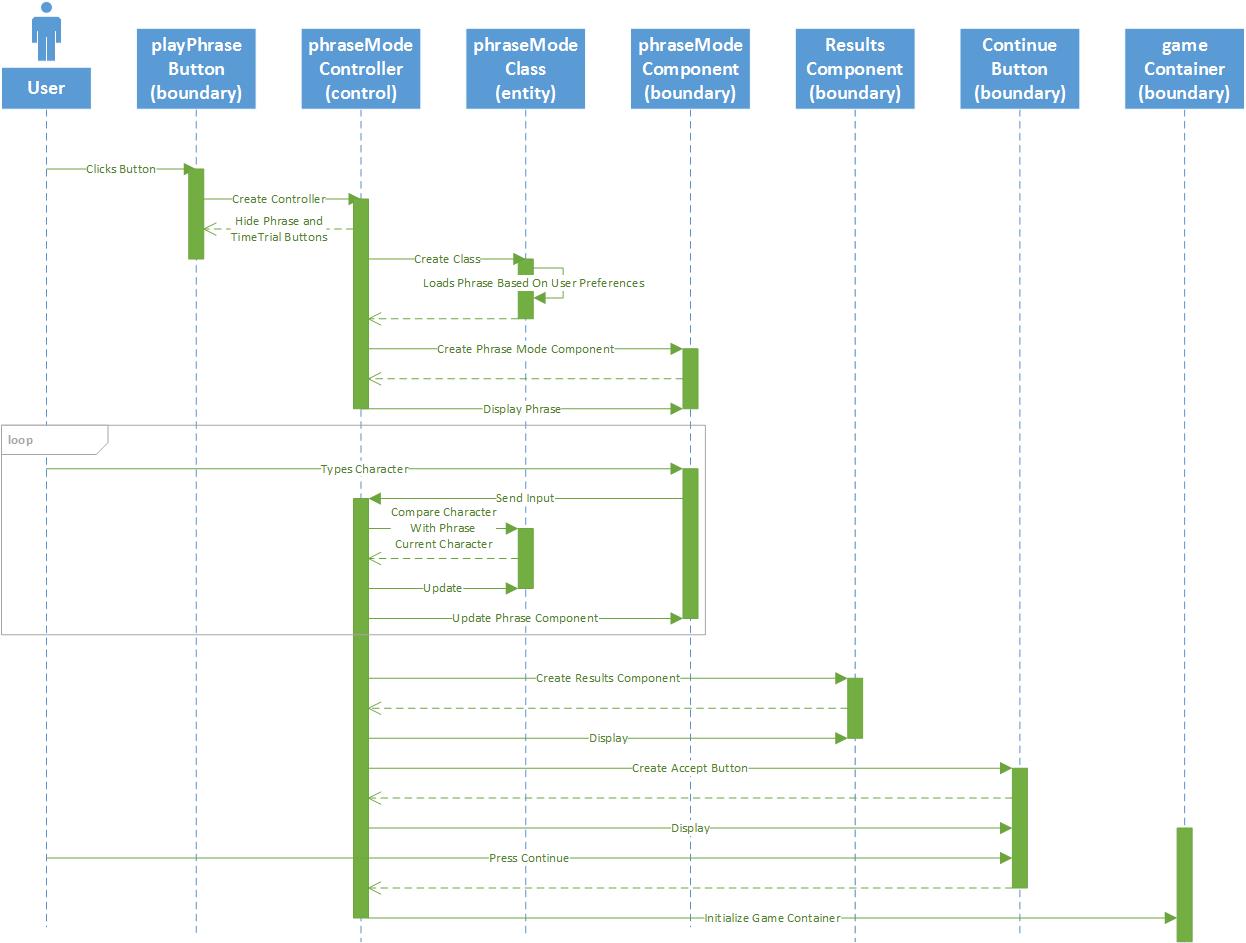 User
playPhrase
Button
(boundary)
phraseMode
Controller
(control)
phraseMode
Class
(entity)
phraseMode
Component
(boundary)
Results
Component
(boundary)
Continue
Button
(boundary)
game
Container
(boundary)
Clicks Button
Create Controller
Hide Phrase and
TimeTrial Buttons
Create Class
Loads Phrase Based On User Preferences
Create Phrase Mode Component
Display Phrase
loop
Types Character
Send Input
Compare Character
With Phrase
Current Character
Update
Update Phrase Component
Create Results Component
Display
Create Accept Button
Display
Press Continue
Initialize Game Container